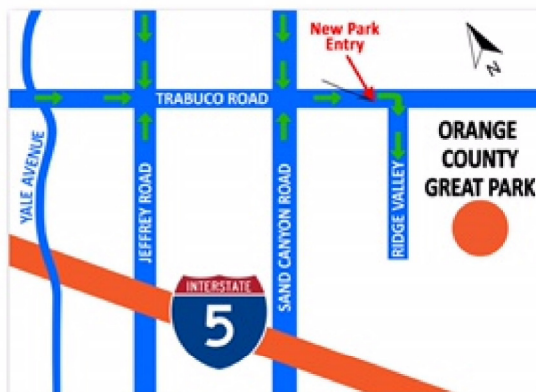 New Park
Entry
N
TRABUCO ROAD
YALE AVENUE
JEFFREY ROAD
SAND CANYON ROAD
RIDGE VALLEY
ORANGE
COUNTY
GREAT PARK
INTERSTATE
5